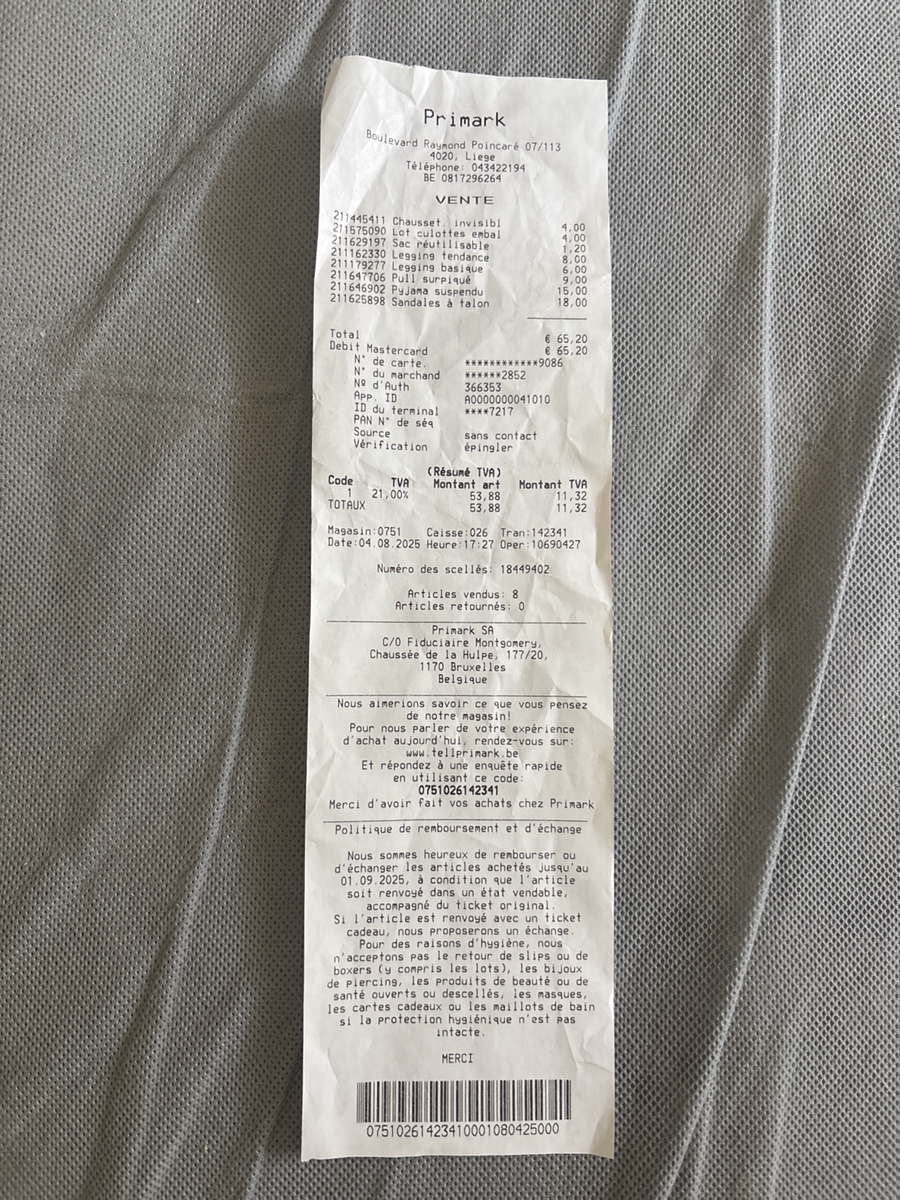 Primark
Boulevard Raymond Poincaré 07/113
4020, Liege
Téléphone: 043422194
BE 0817296264
VENTE
211445411 Chausset. invisibl 4,00
211575090 Lot culottes embal 4,00
211629197 Sac réutilisable 1,20
211162330 Legging tendance 8,00
211179277 Legging basique 6,00
211647706 Pull surpiqué 9,00
211646902 Pyjama suspendu 15,00
211625898 Sandales à talon 18,00
Total € 65,20
Debit Mastercard € 65,20
N° de carte. ************9086
N° du marchand ******2852
Nº d'Auth 366353
App. ID A0000000041010
ID du terminal ****7217
PAN N° de séq
Source sans contact
Vérification épingler
(Résumé TVA)
Code TVA Montant art Montant TVA
1 21,00% 53,88 11,32
TOTAUX 53,88 11,32
Magasin:0751 Caisse:026 Tran:142341
Date:04.08.2025 Heure:17:27 Oper:10690427
Numéro des scellés: 18449402
Articles vendus: 8
Articles retournés: 0
Primark SA
C/O Fiduciaire Montgomery,
Chaussée de la Hulpe, 177/20,
1170 Bruxelles
Belgique
Nous aimerions savoir ce que vous pensez
de notre magasin!
Pour nous parler de votre expérience
d'achat aujourd'hui, rendez-vous sur:
www.tellprimark.be
Et répondez à une enquête rapide
en utilisant ce code:
0751026142341
Merci d'avoir fait vos achats chez Primark
Politique de remboursement et d'échange
Nous sommes heureux de rembourser ou
d'échanger les articles achetés jusqu'au
01.09.2025, à condition que l'article
soit renvoyé dans un état vendable,
accompagné du ticket original.
Si l'article est renvoyé avec un ticket
cadeau, nous proposerons un échange.
Pour des raisons d'hygiène, nous
n'acceptons pas le retour de slips ou de
boxers (y compris les lots), les bijoux
de piercing, les produits de beauté ou de
santé ouverts ou descellés, les masques,
les cartes cadeaux ou les maillots de bain
si la protection hygiénique n'est pas
intacte.
MERCI
07510261423410001080425000